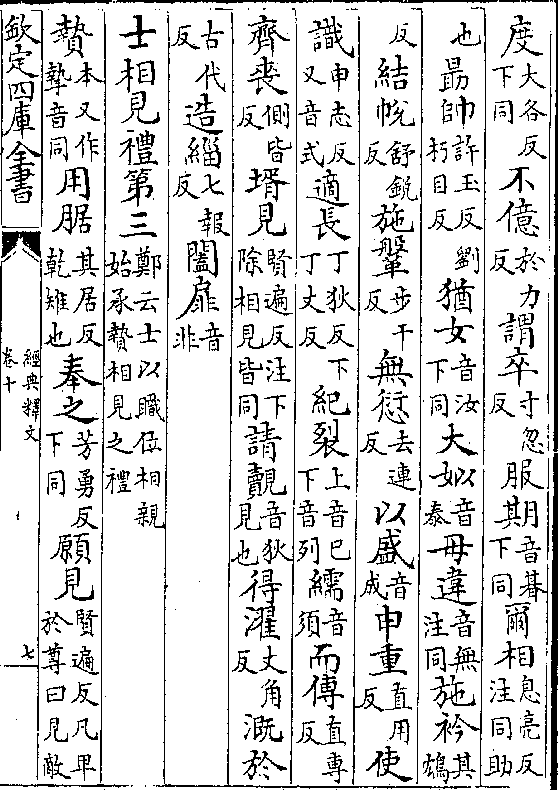 度大各反下同不億於力反謂卒寸忽反服期音朞下同爾相息亮反注同助
也勗帥許玉反劉朽目反猶女音汝下同大姒音泰毋違音無注同施衿其鴆
反結帨舒銳反施鞶步干反無愆去連反以盛音成申重直用反使
識申志反又音式適長丁狄反下丁丈反紀裂上音巳下音列繻音須而傳直專反
齊喪側皆反壻見賢遍反注下除相見皆同請覿音狄見也得濯丈角反溉於
古代反造緇七報反闔扉音非
士相見禮第三鄭云士以職位相親始承贄相見之禮
贄本又作摯音同用腒其居反乾雉也奉之芳勇反下同願見賢遍反凡卑於尊曰見敵
欽定四庫全書
經典釋文
卷十
七